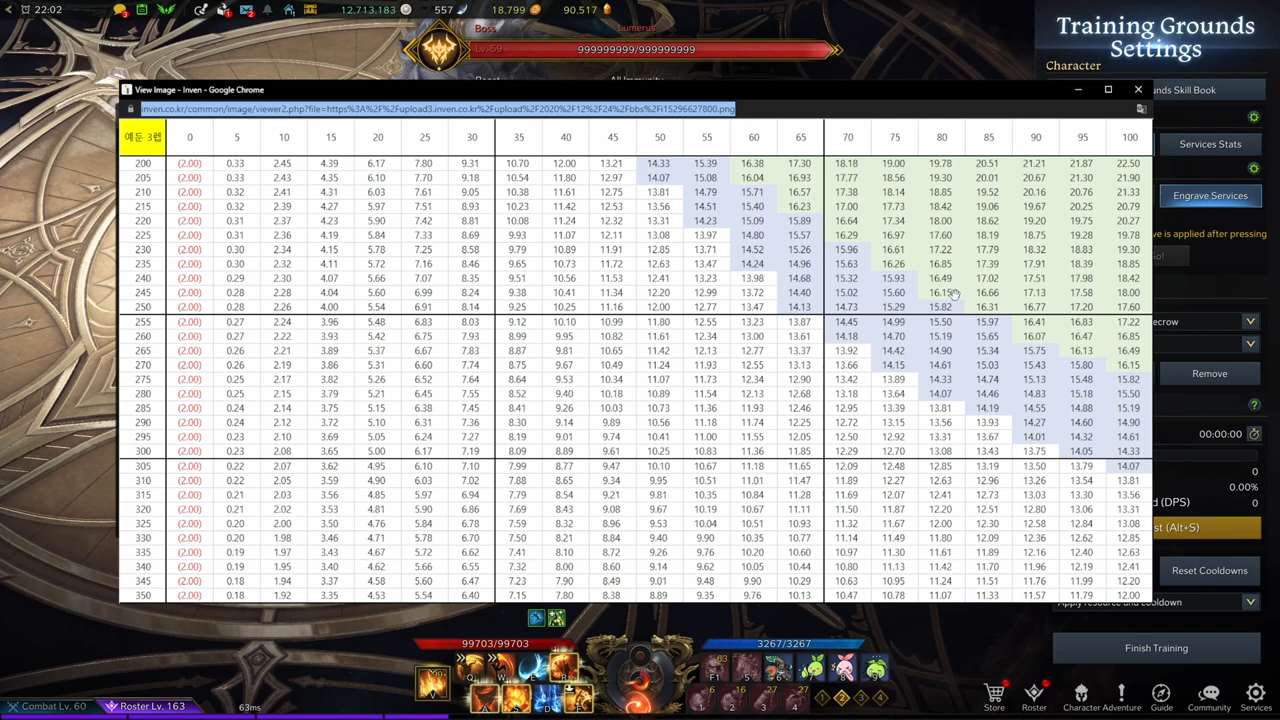 22:02 3 1 2 1 12,713,183 557 18,799 90,517
Training Grounds
Settings
Boss Lumerus
Lv.59 999999999/999999999
Character
View Image - Inven - Google Chrome
unds Skill Book
inven.co.kr/common/image/viewer2.php?file=https%3A%2F%2Fupload3.inven.co.kr%2Fupload%2F2020%2F12%2F24%2Fbbs%2Fi15296627800.png
예둔 3렙 0 5 10 15 20 25 30 35 40 45 50 55 60 65 70 75 80 85 90 95 100
Services Stats
200 (2.00) 0.33 2.45 4.39 6.17 7.80 9.31 10.70 12.00 13.21 14.33 15.39 16.38 17.30 18.18 19.00 19.78 20.51 21.21 21.87 22.50
205 (2.00) 0.33 2.43 4.35 6.10 7.70 9.18 10.54 11.80 12.97 14.07 15.08 16.04 16.93 17.77 18.56 19.30 20.01 20.67 21.30 21.90
210 (2.00) 0.32 2.41 4.31 6.03 7.61 9.05 10.38 11.61 12.75 13.81 14.79 15.71 16.57 17.38 18.14 18.85 19.52 20.16 20.76 21.33
Engrave Services
215 (2.00) 0.32 2.39 4.27 5.97 7.51 8.93 10.23 11.42 12.53 13.56 14.51 15.40 16.23 17.00 17.73 18.42 19.06 19.67 20.25 20.79
220 (2.00) 0.31 2.37 4.23 5.90 7.42 8.81 10.08 11.24 12.32 13.31 14.23 15.09 15.89 16.64 17.34 18.00 18.62 19.20 19.75 20.27
225 (2.00) 0.31 2.36 4.19 5.84 7.33 8.69 9.93 11.07 12.11 13.08 13.97 14.80 15.57 16.29 16.97 17.60 18.19 18.75 19.28 19.78
ve is applied after pressing
230 (2.00) 0.30 2.34 4.15 5.78 7.25 8.58 9.79 10.89 11.91 12.85 13.71 14.52 15.26 15.96 16.61 17.22 17.79 18.32 18.83 19.30
235 (2.00) 0.30 2.32 4.11 5.72 7.16 8.46 9.65 10.73 11.72 12.63 13.47 14.24 14.96 15.63 16.26 16.85 17.39 17.91 18.39 18.85
240 (2.00) 0.29 2.30 4.07 5.66 7.07 8.35 9.51 10.56 11.53 12.41 13.23 13.98 14.68 15.32 15.93 16.49 17.02 17.51 17.98 18.42
245 (2.00) 0.28 2.28 4.04 5.60 6.99 8.24 9.38 10.41 11.34 12.20 12.99 13.72 14.40 15.02 15.60 16.15 16.66 17.13 17.58 18.00
250 (2.00) 0.28 2.26 4.00 5.54 6.91 8.14 9.25 10.25 11.16 12.00 12.77 13.47 14.13 14.73 15.29 15.82 16.31 16.77 17.20 17.60
255 (2.00) 0.27 2.24 3.96 5.48 6.83 8.03 9.12 10.10 10.99 11.80 12.55 13.23 13.87 14.45 14.99 15.50 15.97 16.41 16.83 17.22
ecrow
260 (2.00) 0.27 2.22 3.93 5.42 6.75 7.93 8.99 9.95 10.82 11.61 12.34 13.00 13.61 14.18 14.70 15.19 15.65 16.07 16.47 16.85
265 (2.00) 0.26 2.21 3.89 5.37 6.67 7.83 8.87 9.81 10.65 11.42 12.13 12.77 13.37 13.92 14.42 14.90 15.34 15.75 16.13 16.49
270 (2.00) 0.26 2.19 3.86 5.31 6.60 7.74 8.75 9.67 10.49 11.24 11.93 12.55 13.13 13.66 14.15 14.61 15.03 15.43 15.80 16.15
Remove
275 (2.00) 0.25 2.17 3.82 5.26 6.52 7.64 8.64 9.53 10.34 11.07 11.73 12.34 12.90 13.42 13.89 14.33 14.74 15.13 15.48 15.82
280 (2.00) 0.25 2.15 3.79 5.21 6.45 7.55 8.52 9.40 10.18 10.89 11.54 12.13 12.68 13.18 13.64 14.07 14.46 14.83 15.18 15.50
285 (2.00) 0.24 2.14 3.75 5.15 6.38 7.45 8.41 9.26 10.03 10.73 11.36 11.93 12.46 12.95 13.39 13.81 14.19 14.55 14.88 15.19
290 (2.00) 0.24 2.12 3.72 5.10 6.31 7.36 8.30 9.14 9.89 10.56 11.18 11.74 12.25 12.72 13.15 13.56 13.93 14.27 14.60 14.90
295 (2.00) 0.23 2.10 3.69 5.05 6.24 7.27 8.19 9.01 9.74 10.41 11.00 11.55 12.05 12.50 12.92 13.31 13.67 14.01 14.32 14.61
00:00:00
300 (2.00) 0.23 2.08 3.65 5.00 6.17 7.19 8.09 8.89 9.61 10.25 10.83 11.36 11.85 12.29 12.70 13.08 13.43 13.75 14.05 14.33
305 (2.00) 0.22 2.07 3.62 4.95 6.10 7.10 7.99 8.77 9.47 10.10 10.67 11.18 11.65 12.09 12.48 12.85 13.19 13.50 13.79 14.07
0
310 (2.00) 0.22 2.05 3.59 4.90 6.03 7.02 7.88 8.65 9.34 9.95 10.51 11.01 11.47 11.89 12.27 12.63 12.96 13.26 13.54 13.81
0.00%
315 (2.00) 0.21 2.03 3.56 4.85 5.97 6.94 7.79 8.54 9.21 9.81 10.35 10.84 11.28 11.69 12.07 12.41 12.73 13.03 13.30 13.56
d (DPS) 0
320 (2.00) 0.21 2.02 3.53 4.81 5.90 6.86 7.69 8.43 9.08 9.67 10.19 10.67 11.11 11.50 11.87 12.20 12.51 12.80 13.06 13.31
325 (2.00) 0.20 2.00 3.50 4.76 5.84 6.78 7.59 8.32 8.96 9.53 10.04 10.51 10.93 11.32 11.67 12.00 12.30 12.58 12.84 13.08
st (Alt+S)
330 (2.00) 0.20 1.98 3.46 4.71 5.78 6.70 7.50 8.21 8.84 9.40 9.90 10.35 10.77 11.14 11.49 11.80 12.09 12.36 12.62 12.85
335 (2.00) 0.19 1.97 3.43 4.67 5.72 6.62 7.41 8.10 8.72 9.26 9.76 10.20 10.60 10.97 11.30 11.61 11.89 12.16 12.40 12.63
340 (2.00) 0.19 1.95 3.40 4.62 5.66 6.55 7.32 8.00 8.60 9.14 9.62 10.05 10.44 10.80 11.13 11.42 11.70 11.96 12.19 12.41
Reset Cooldowns
345 (2.00) 0.18 1.94 3.37 4.58 5.60 6.47 7.23 7.90 8.49 9.01 9.48 9.90 10.29 10.63 10.95 11.24 11.51 11.76 11.99 12.20
350 (2.00) 0.18 1.92 3.35 4.53 5.54 6.40 7.15 7.80 8.38 8.89 9.35 9.76 10.13 10.47 10.78 11.07 11.33 11.57 11.79 12.00
Apply resource and cooldown
99703/99703 3267/3267
Finish Training
Q W E R F1 5 6 7 8 9
A S D F 1 2 3 4 1 2 3 4
Combat Lv. 60 Roster Lv. 163 63ms
Store Roster Character Adventure Guide Community Services